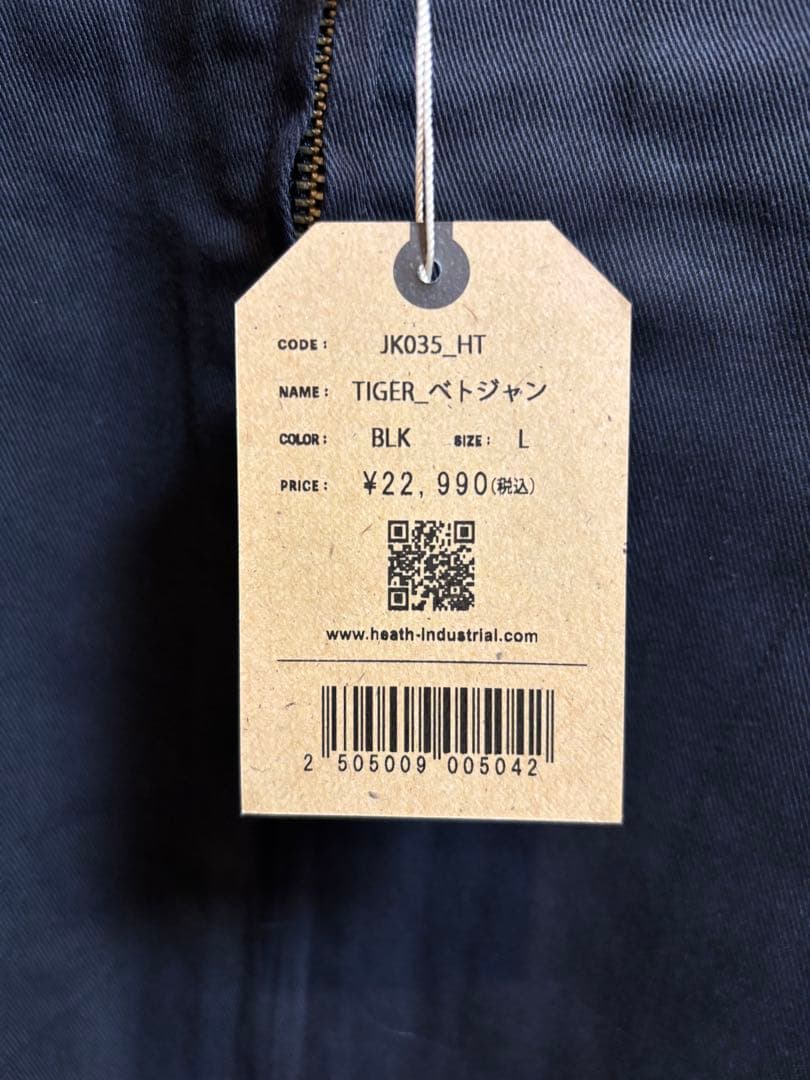 CODE: JK035_HT
NAME: TIGER_ベトジャン
COLOR: BLK SIZE: L
PRICE: ¥22,990(税込)
www.heath-industrial.com
2 505009 005042